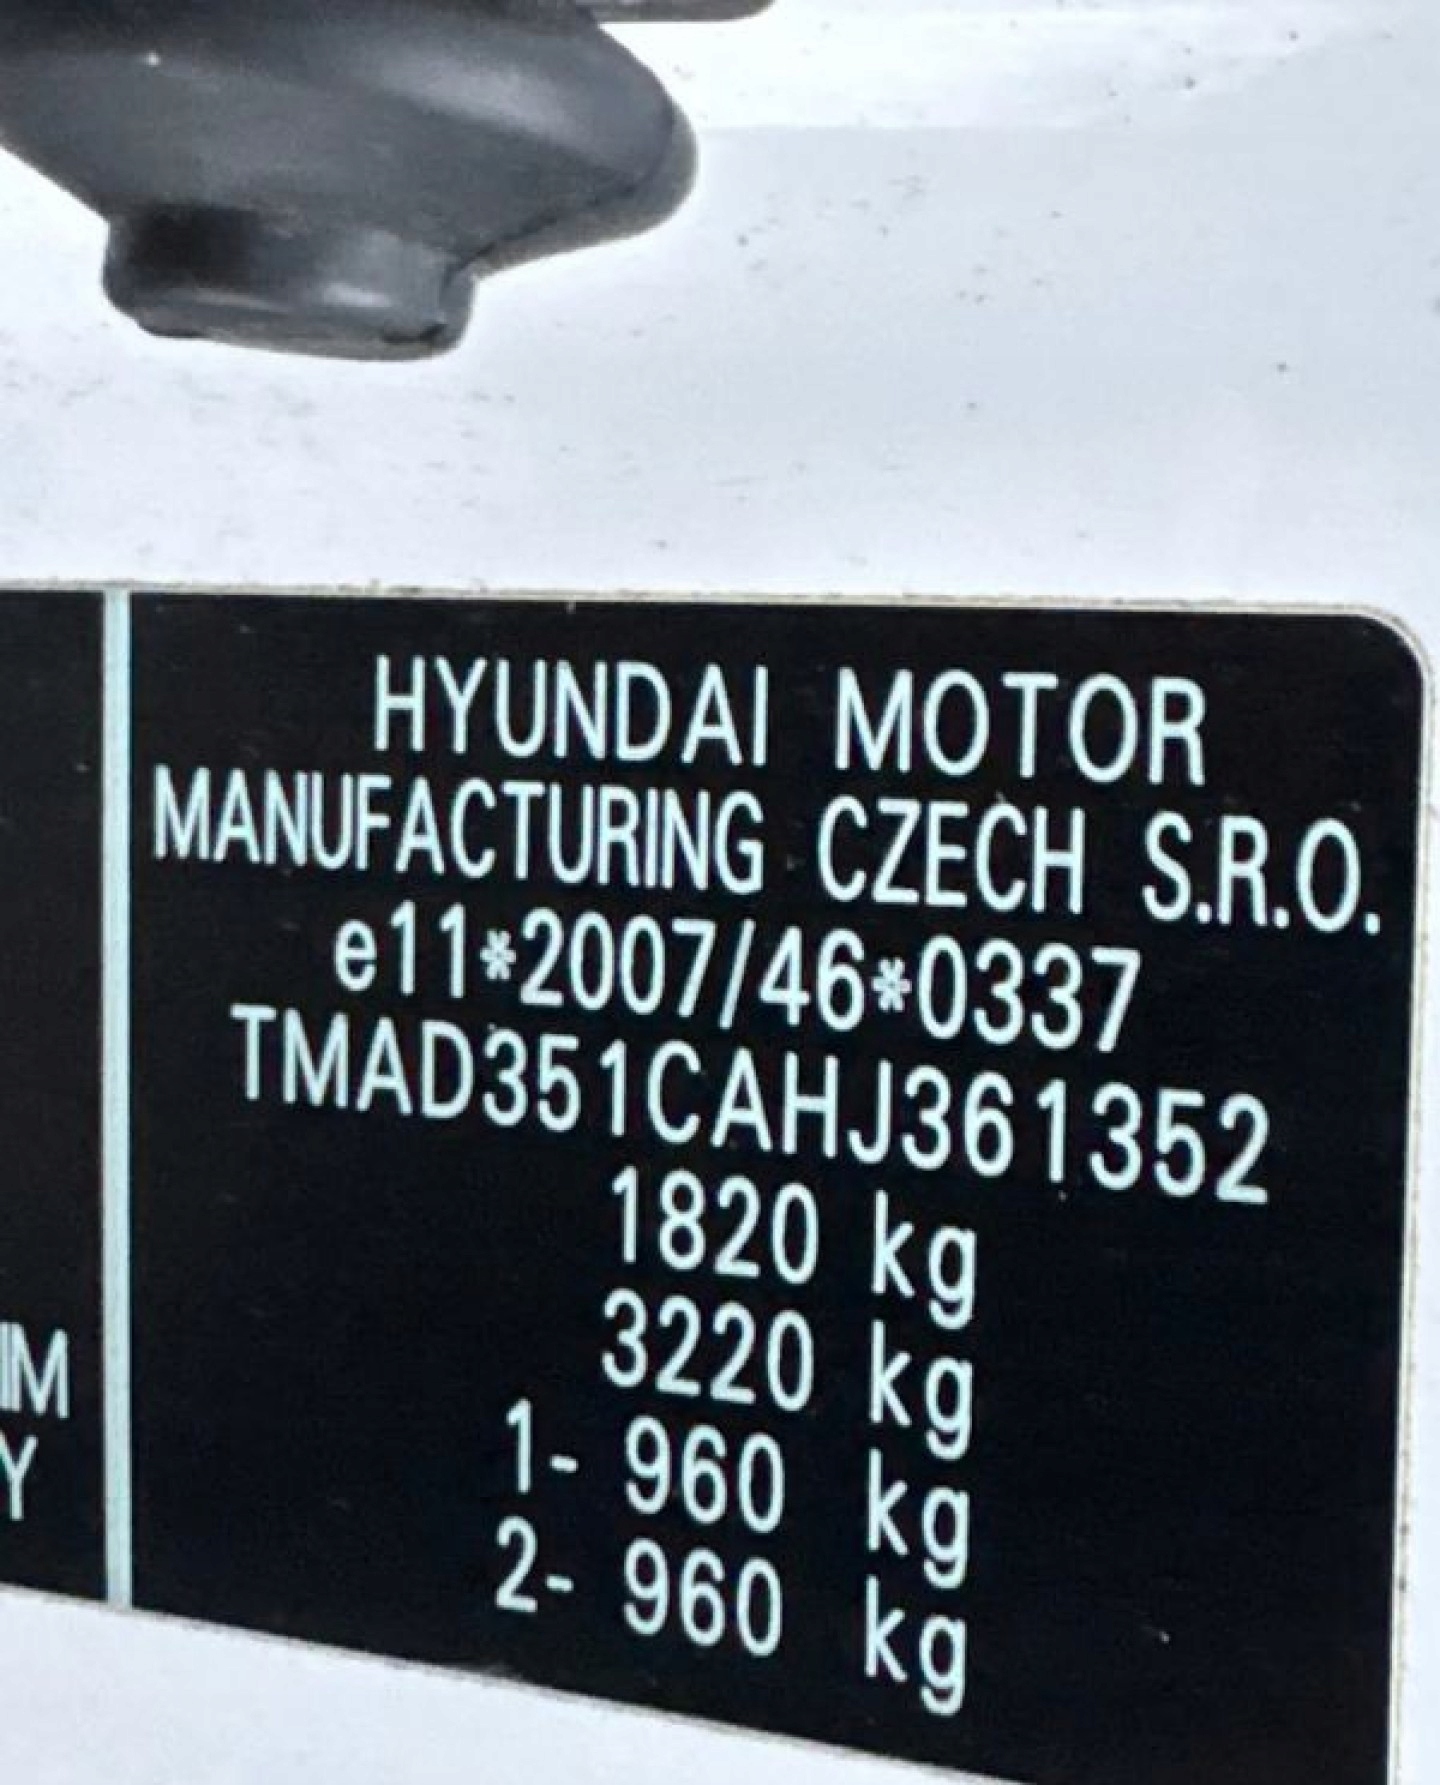 HYUNDAI MOTOR
MANUFACTURING CZECH S.R.O.
e11*2007/46*0337
TMAD351CAHJ361352
1820 kg
3220 kg
1- 960 kg
2- 960 kg